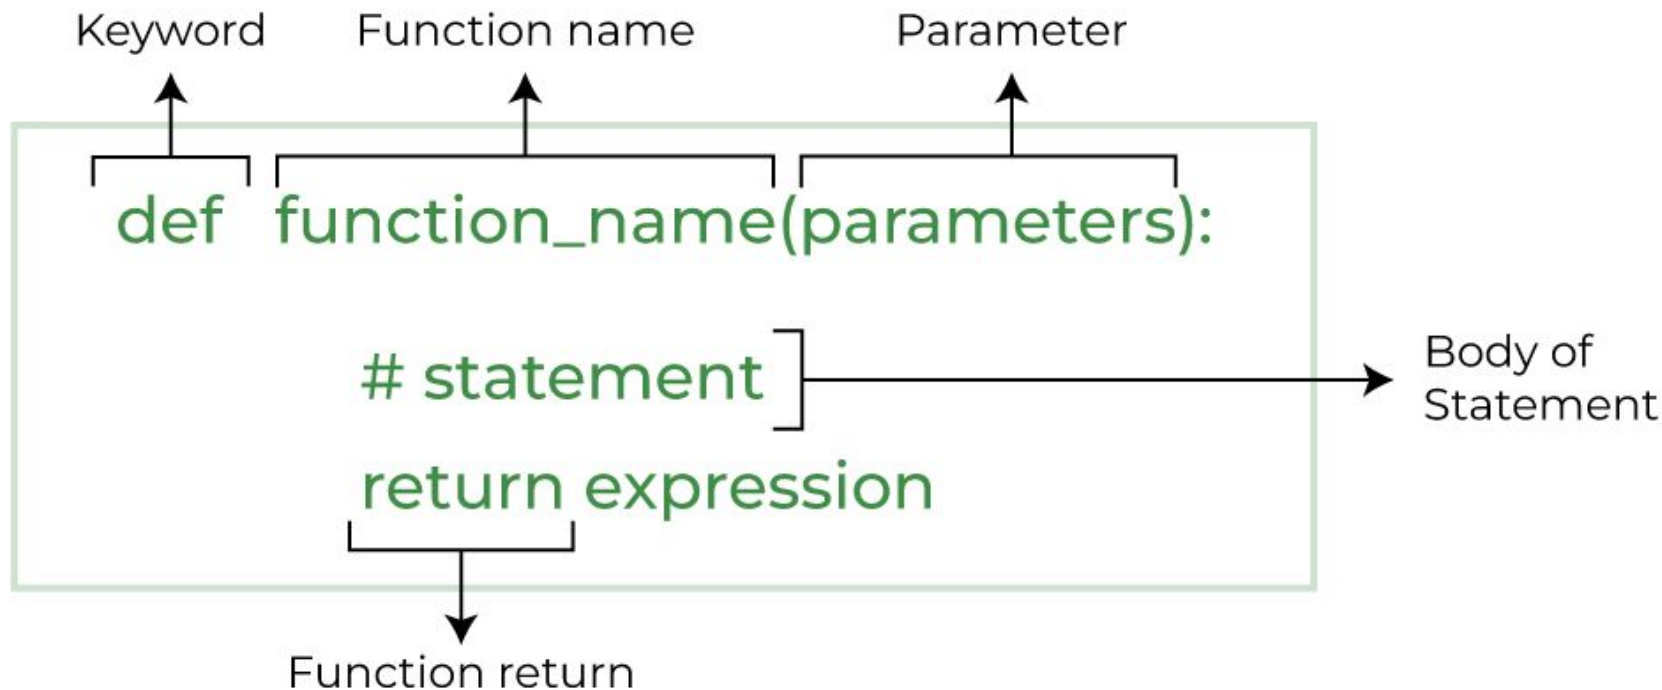 Keyword Function name Parameter
def function_name(parameters):
# statement
Body of
Statement
return expression
Function return